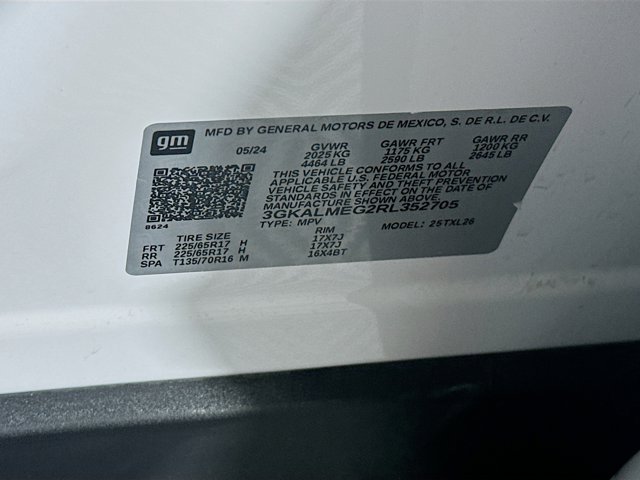 gm MFD BY GENERAL MOTORS DE MEXICO, S. DE R.L. DE C.V.
05/24 GVWR GAWR FRT GAWR RR
2025 KG 1175 KG 1200 KG
4464 LB 2590 LB 2645 LB
THIS VEHICLE CONFORMS TO ALL
APPLICABLE U.S. FEDERAL MOTOR
VEHICLE SAFETY AND THEFT PREVENTION
STANDARDS IN EFFECT ON THE DATE OF
MANUFACTURE SHOWN ABOVE.
3GKALMEG2RL352705
8624 TYPE: MPV MODEL: 25TXL26
TIRE SIZE RIM
FRT 225/65R17 H 17X7J
RR 225/65R17 H 17X7J
SPA T135/70R16 M 16X4BT